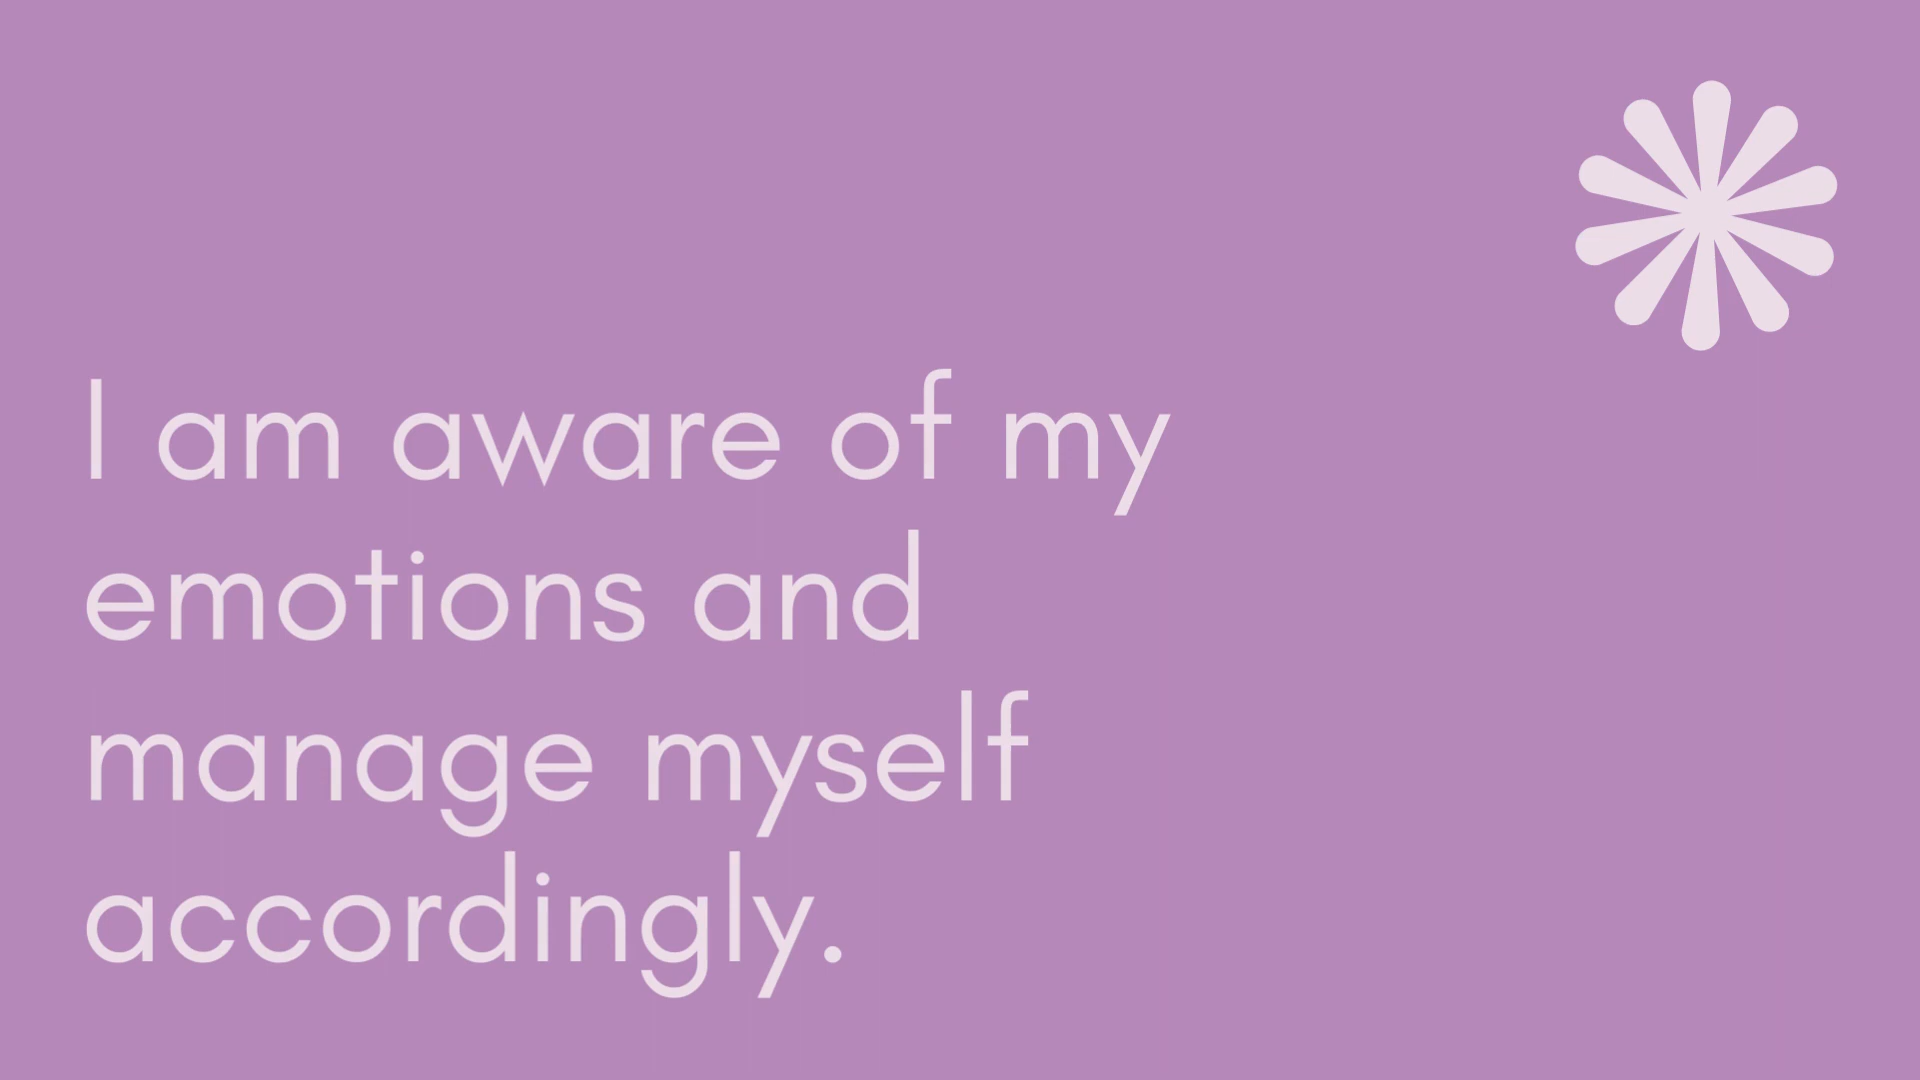 I am aware of my
emotions and
manage myself
accordingly.